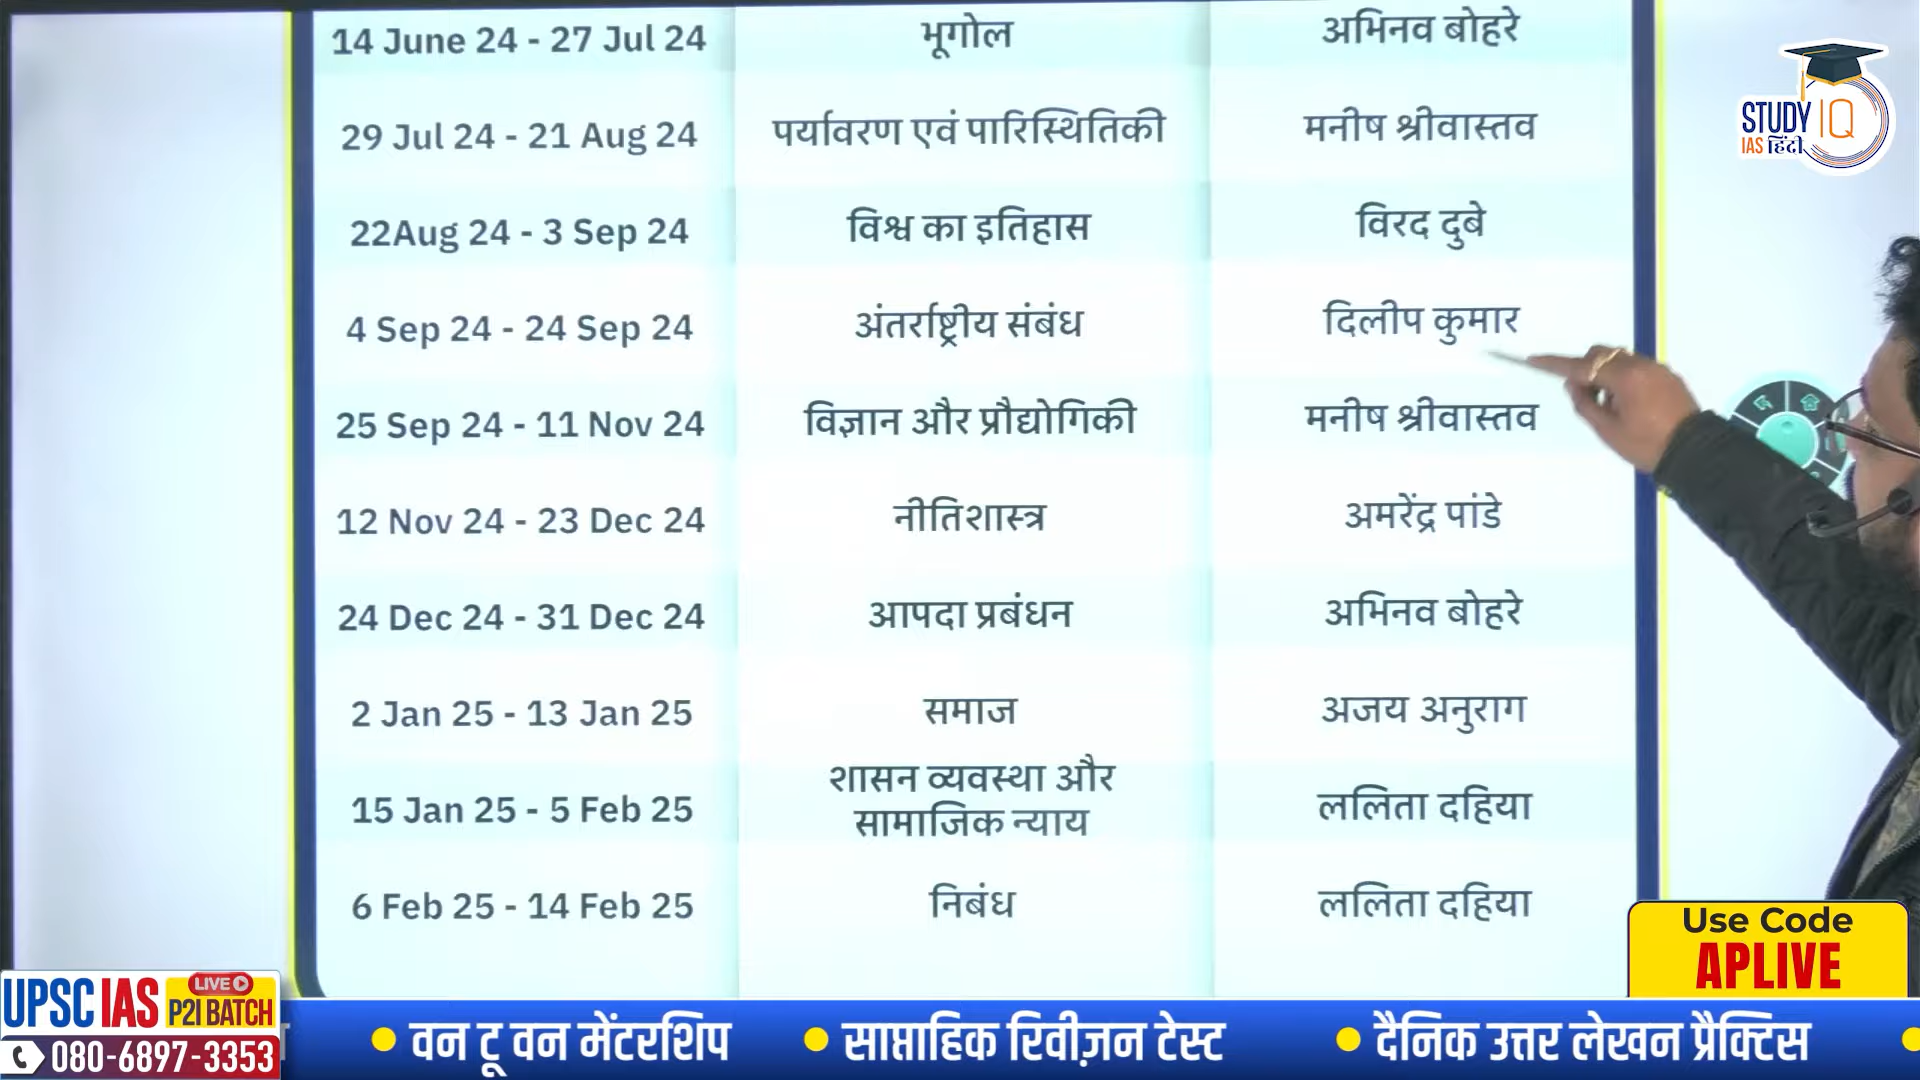 14 June 24 - 27 Jul 24 भूगोल अभिनव बोहरे
29 Jul 24 - 21 Aug 24 पर्यावरण एवं पारिस्थितिकी मनीष श्रीवास्तव
22Aug 24 - 3 Sep 24 विश्व का इतिहास विरद दुबे
4 Sep 24 - 24 Sep 24 अंतर्राष्ट्रीय संबंध दिलीप कुमार
25 Sep 24 - 11 Nov 24 विज्ञान और प्रौद्योगिकी मनीष श्रीवास्तव
12 Nov 24 - 23 Dec 24 नीतिशास्त्र अमरेंद्र पांडे
24 Dec 24 - 31 Dec 24 आपदा प्रबंधन अभिनव बोहरे
2 Jan 25 - 13 Jan 25 समाज अजय अनुराग
15 Jan 25 - 5 Feb 25 शासन व्यवस्था और
सामाजिक न्याय ललिता दहिया
6 Feb 25 - 14 Feb 25 निबंध ललिता दहिया
STUDY IQ
IAS हिंदी
Use Code
APLIVE
UPSC IAS LIVE
P2I BATCH
080-6897-3353
वन टू वन मेंटरशिप
साप्ताहिक रिवीज़न टेस्ट
दैनिक उत्तर लेखन प्रैक्टिस